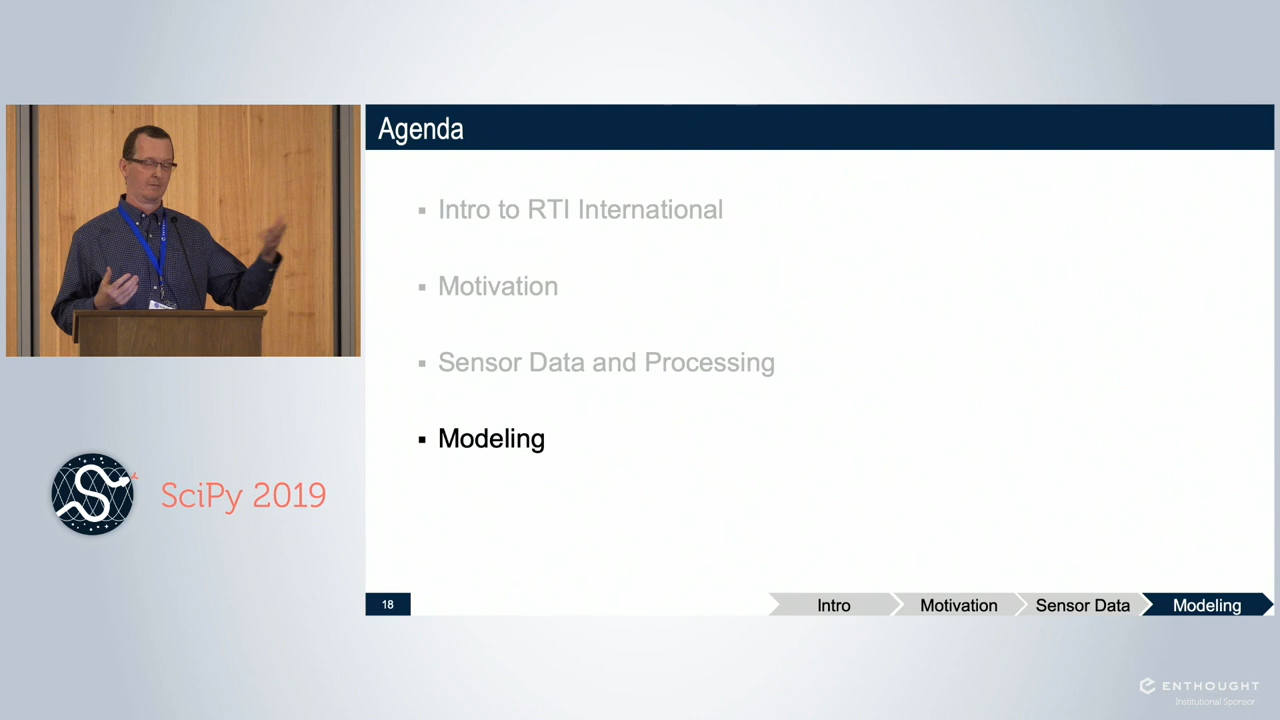 Agenda
▪ Intro to RTI International
▪ Motivation
▪ Sensor Data and Processing
▪ Modeling
SciPy 2019
18
Intro
Motivation
Sensor Data
Modeling
ENTHOUGHT
Institutional Sponsor